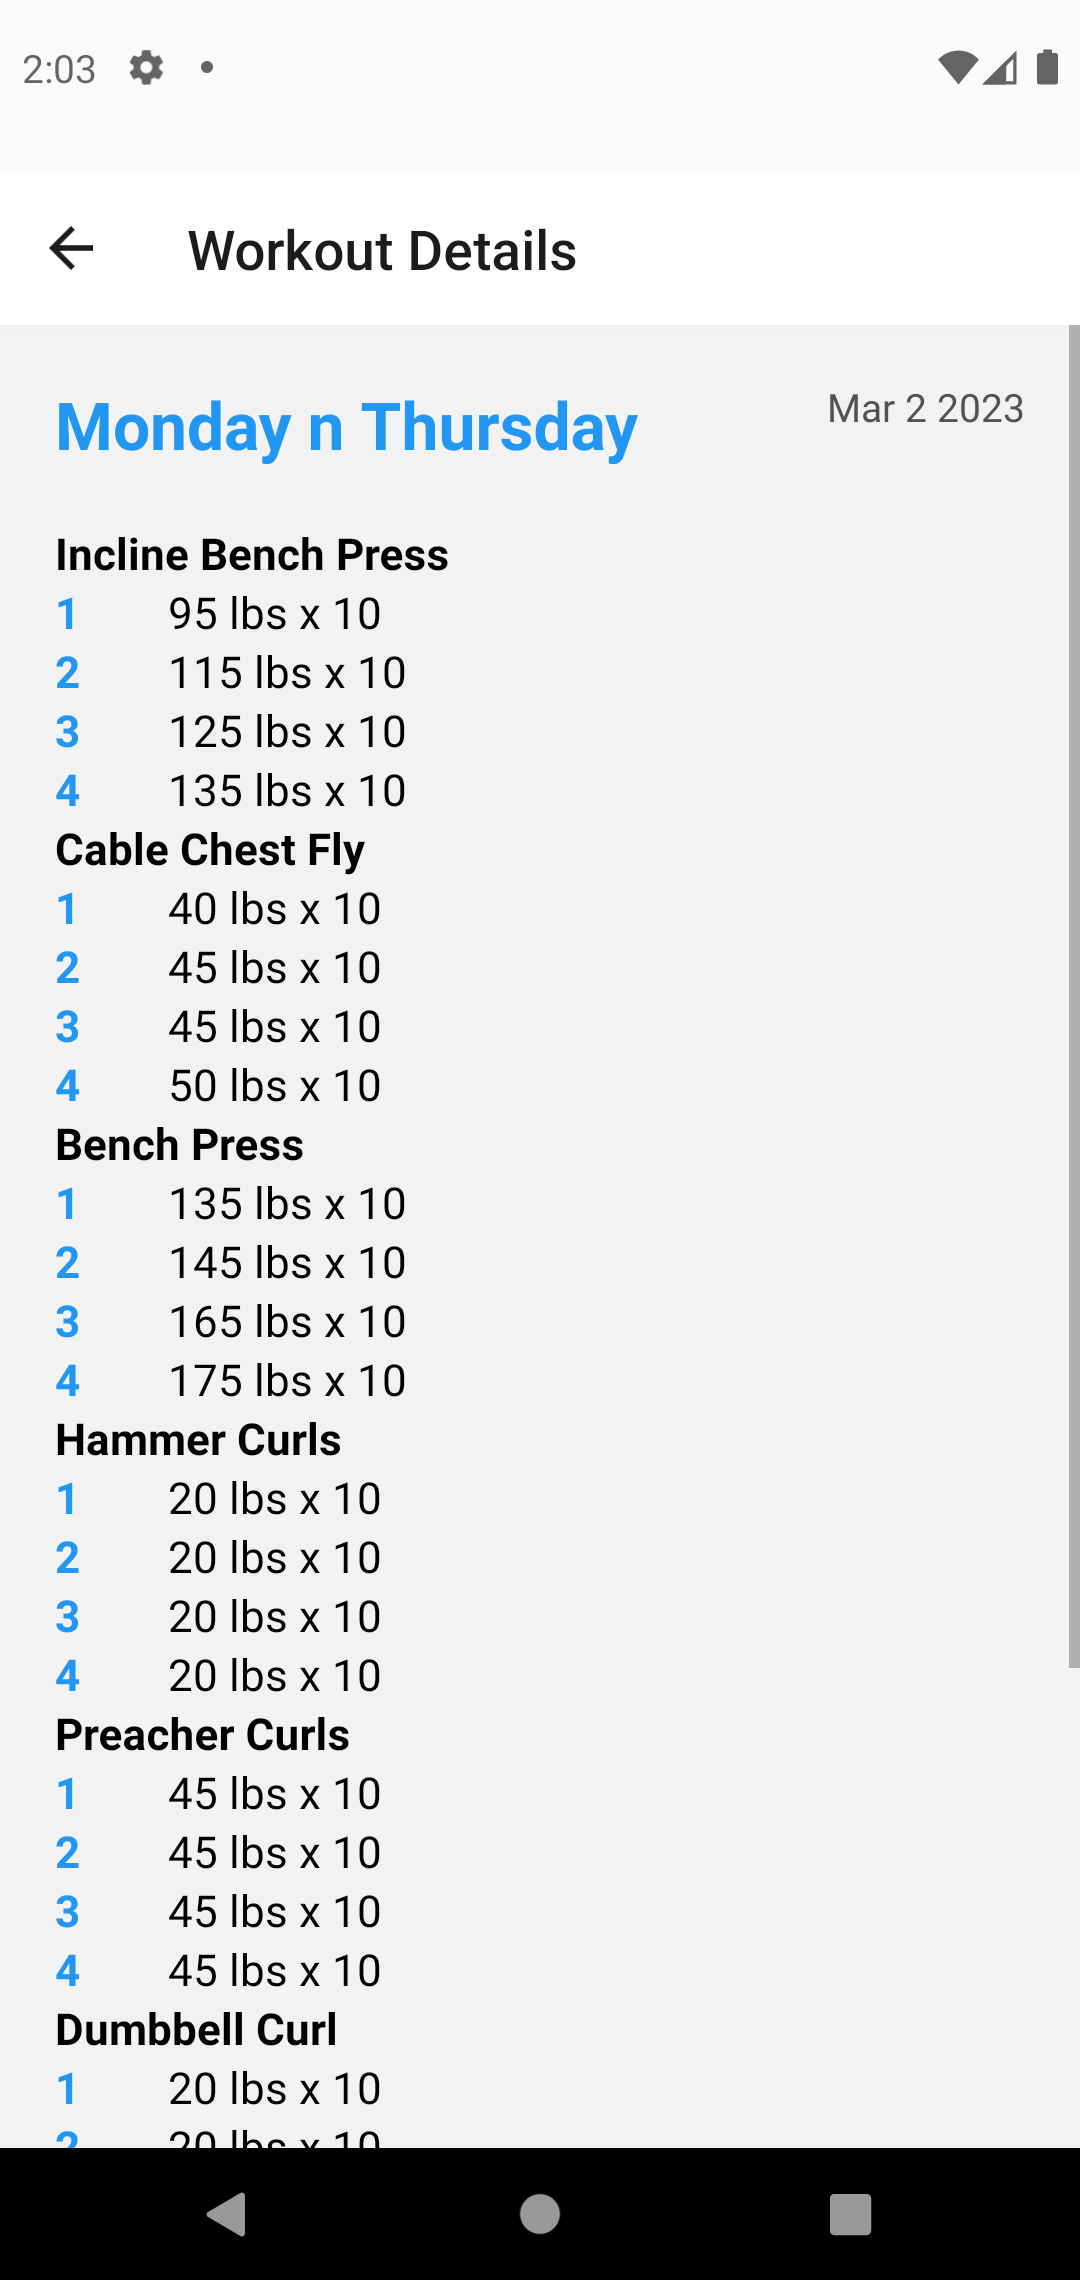 2:03
Workout Details
Monday n Thursday
Mar 2 2023
Incline Bench Press
1 95 lbs x 10
2 115 lbs x 10
3 125 lbs x 10
4 135 lbs x 10
Cable Chest Fly
1 40 lbs x 10
2 45 lbs x 10
3 45 lbs x 10
4 50 lbs x 10
Bench Press
1 135 lbs x 10
2 145 lbs x 10
3 165 lbs x 10
4 175 lbs x 10
Hammer Curls
1 20 lbs x 10
2 20 lbs x 10
3 20 lbs x 10
4 20 lbs x 10
Preacher Curls
1 45 lbs x 10
2 45 lbs x 10
3 45 lbs x 10
4 45 lbs x 10
Dumbbell Curl
1 20 lbs x 10
2 20 lbs x 10